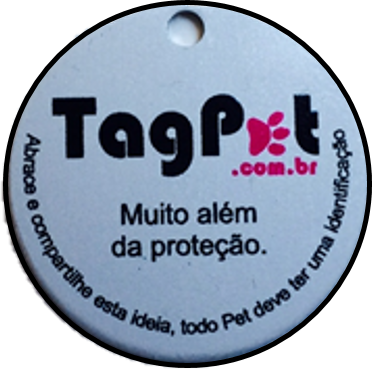 TagPet
.com.br
Muito além
da proteção.
Abrace e compartilhe esta ideia, todo Pet deve ter uma identificação